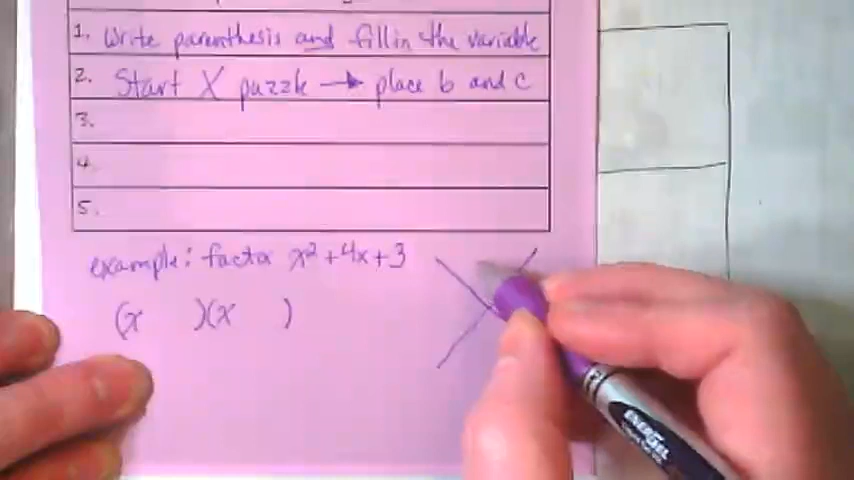 1. Write parenthesis and fill in the variable
2. Start X puzzle → place b and c
3.
4.
5.
example: factor x² + 4x + 3
(x )(x )
ENERGEL